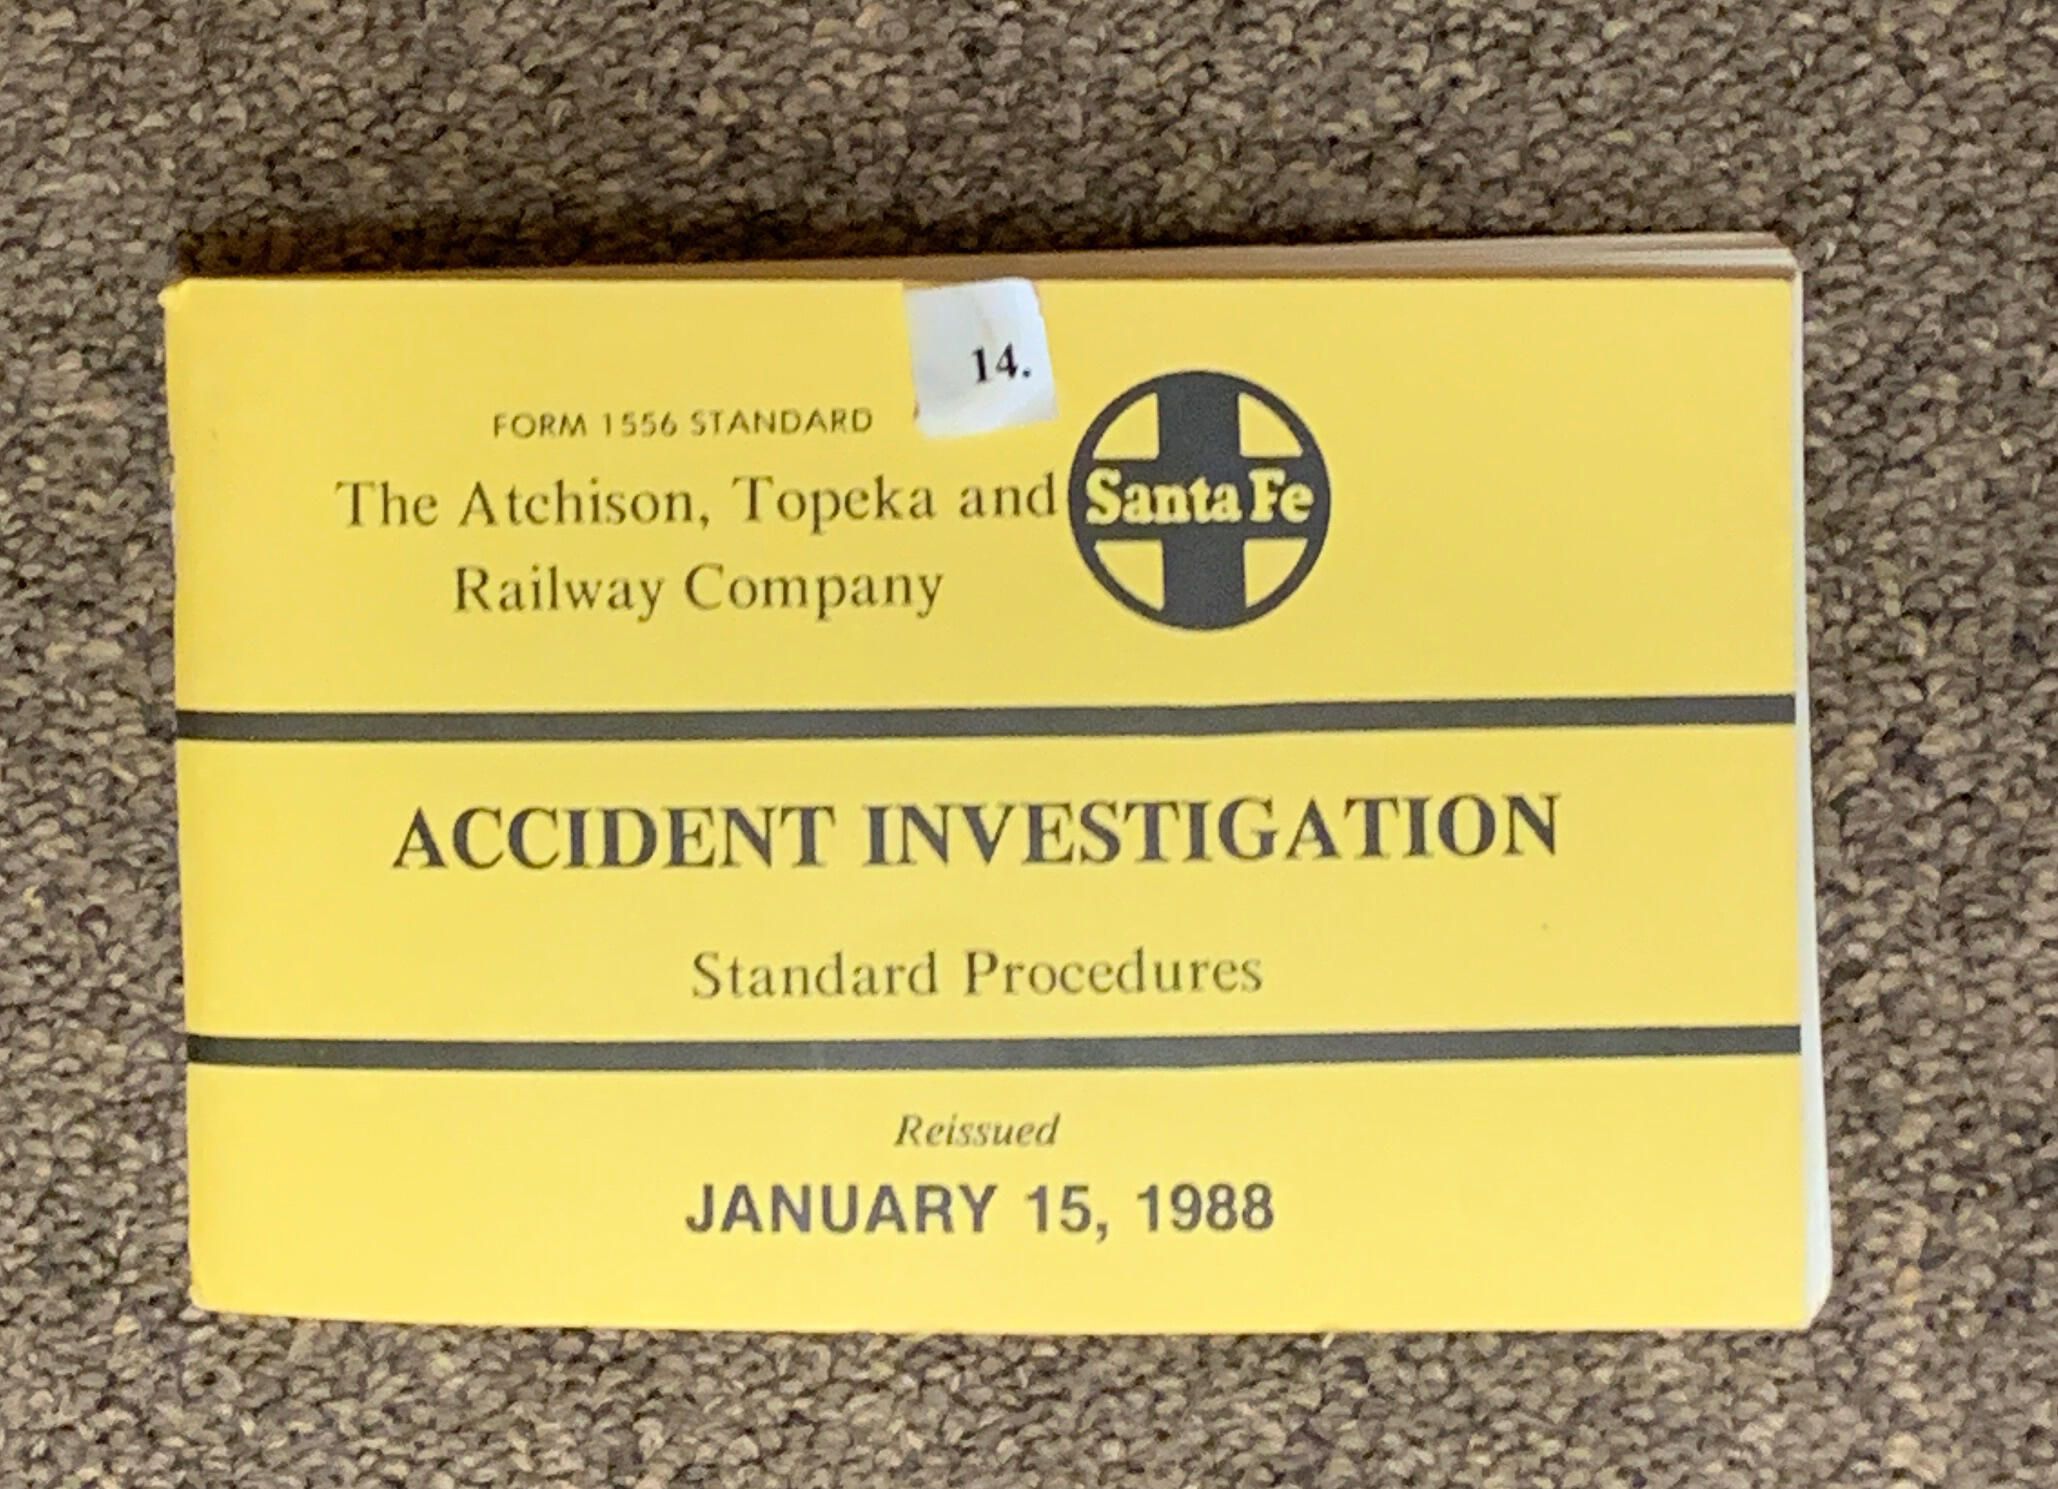 14.
FORM 1556 STANDARD
The Atchison, Topeka and Santa Fe
Railway Company
ACCIDENT INVESTIGATION
Standard Procedures
Reissued
JANUARY 15, 1988